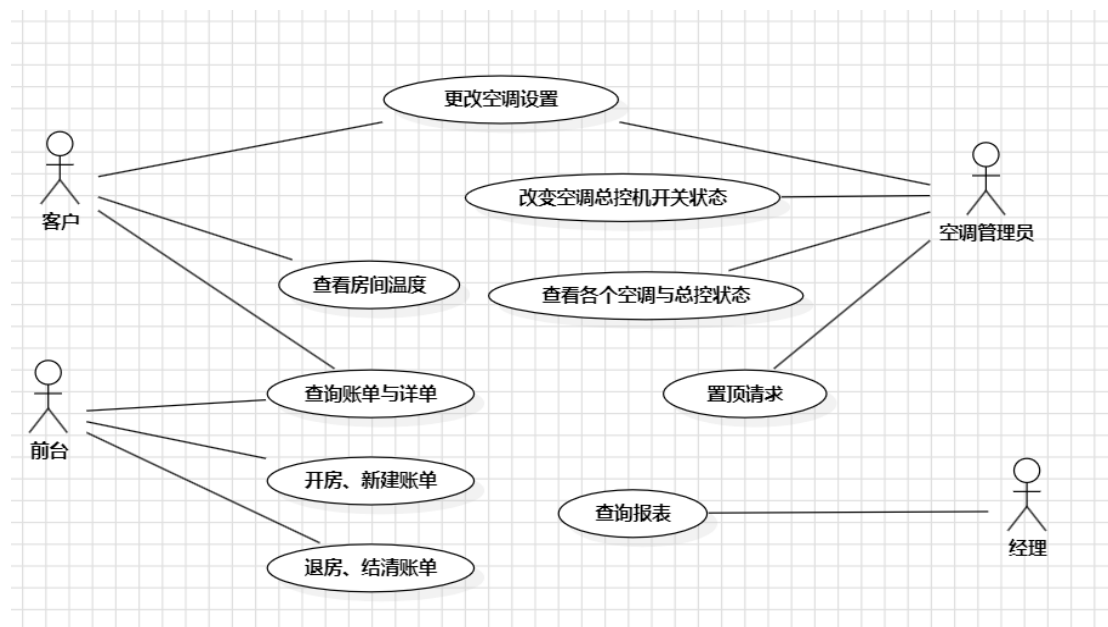 更改空调设置
客户
改变空调总控机开关状态
空调管理员
查看房间温度
查看各个空调与总控状态
查询账单与详单
置顶请求
前台
开房、新建账单
查询报表
经理
退房、结清账单